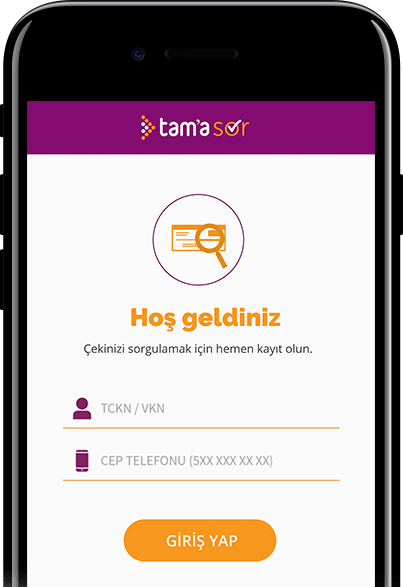 tam'a sor
Hoş geldiniz
Çekinizi sorgulamak için hemen kayıt olun.
TCKN / VKN
CEP TELEFONU (5XX XXX XX XX)
GİRİŞ YAP